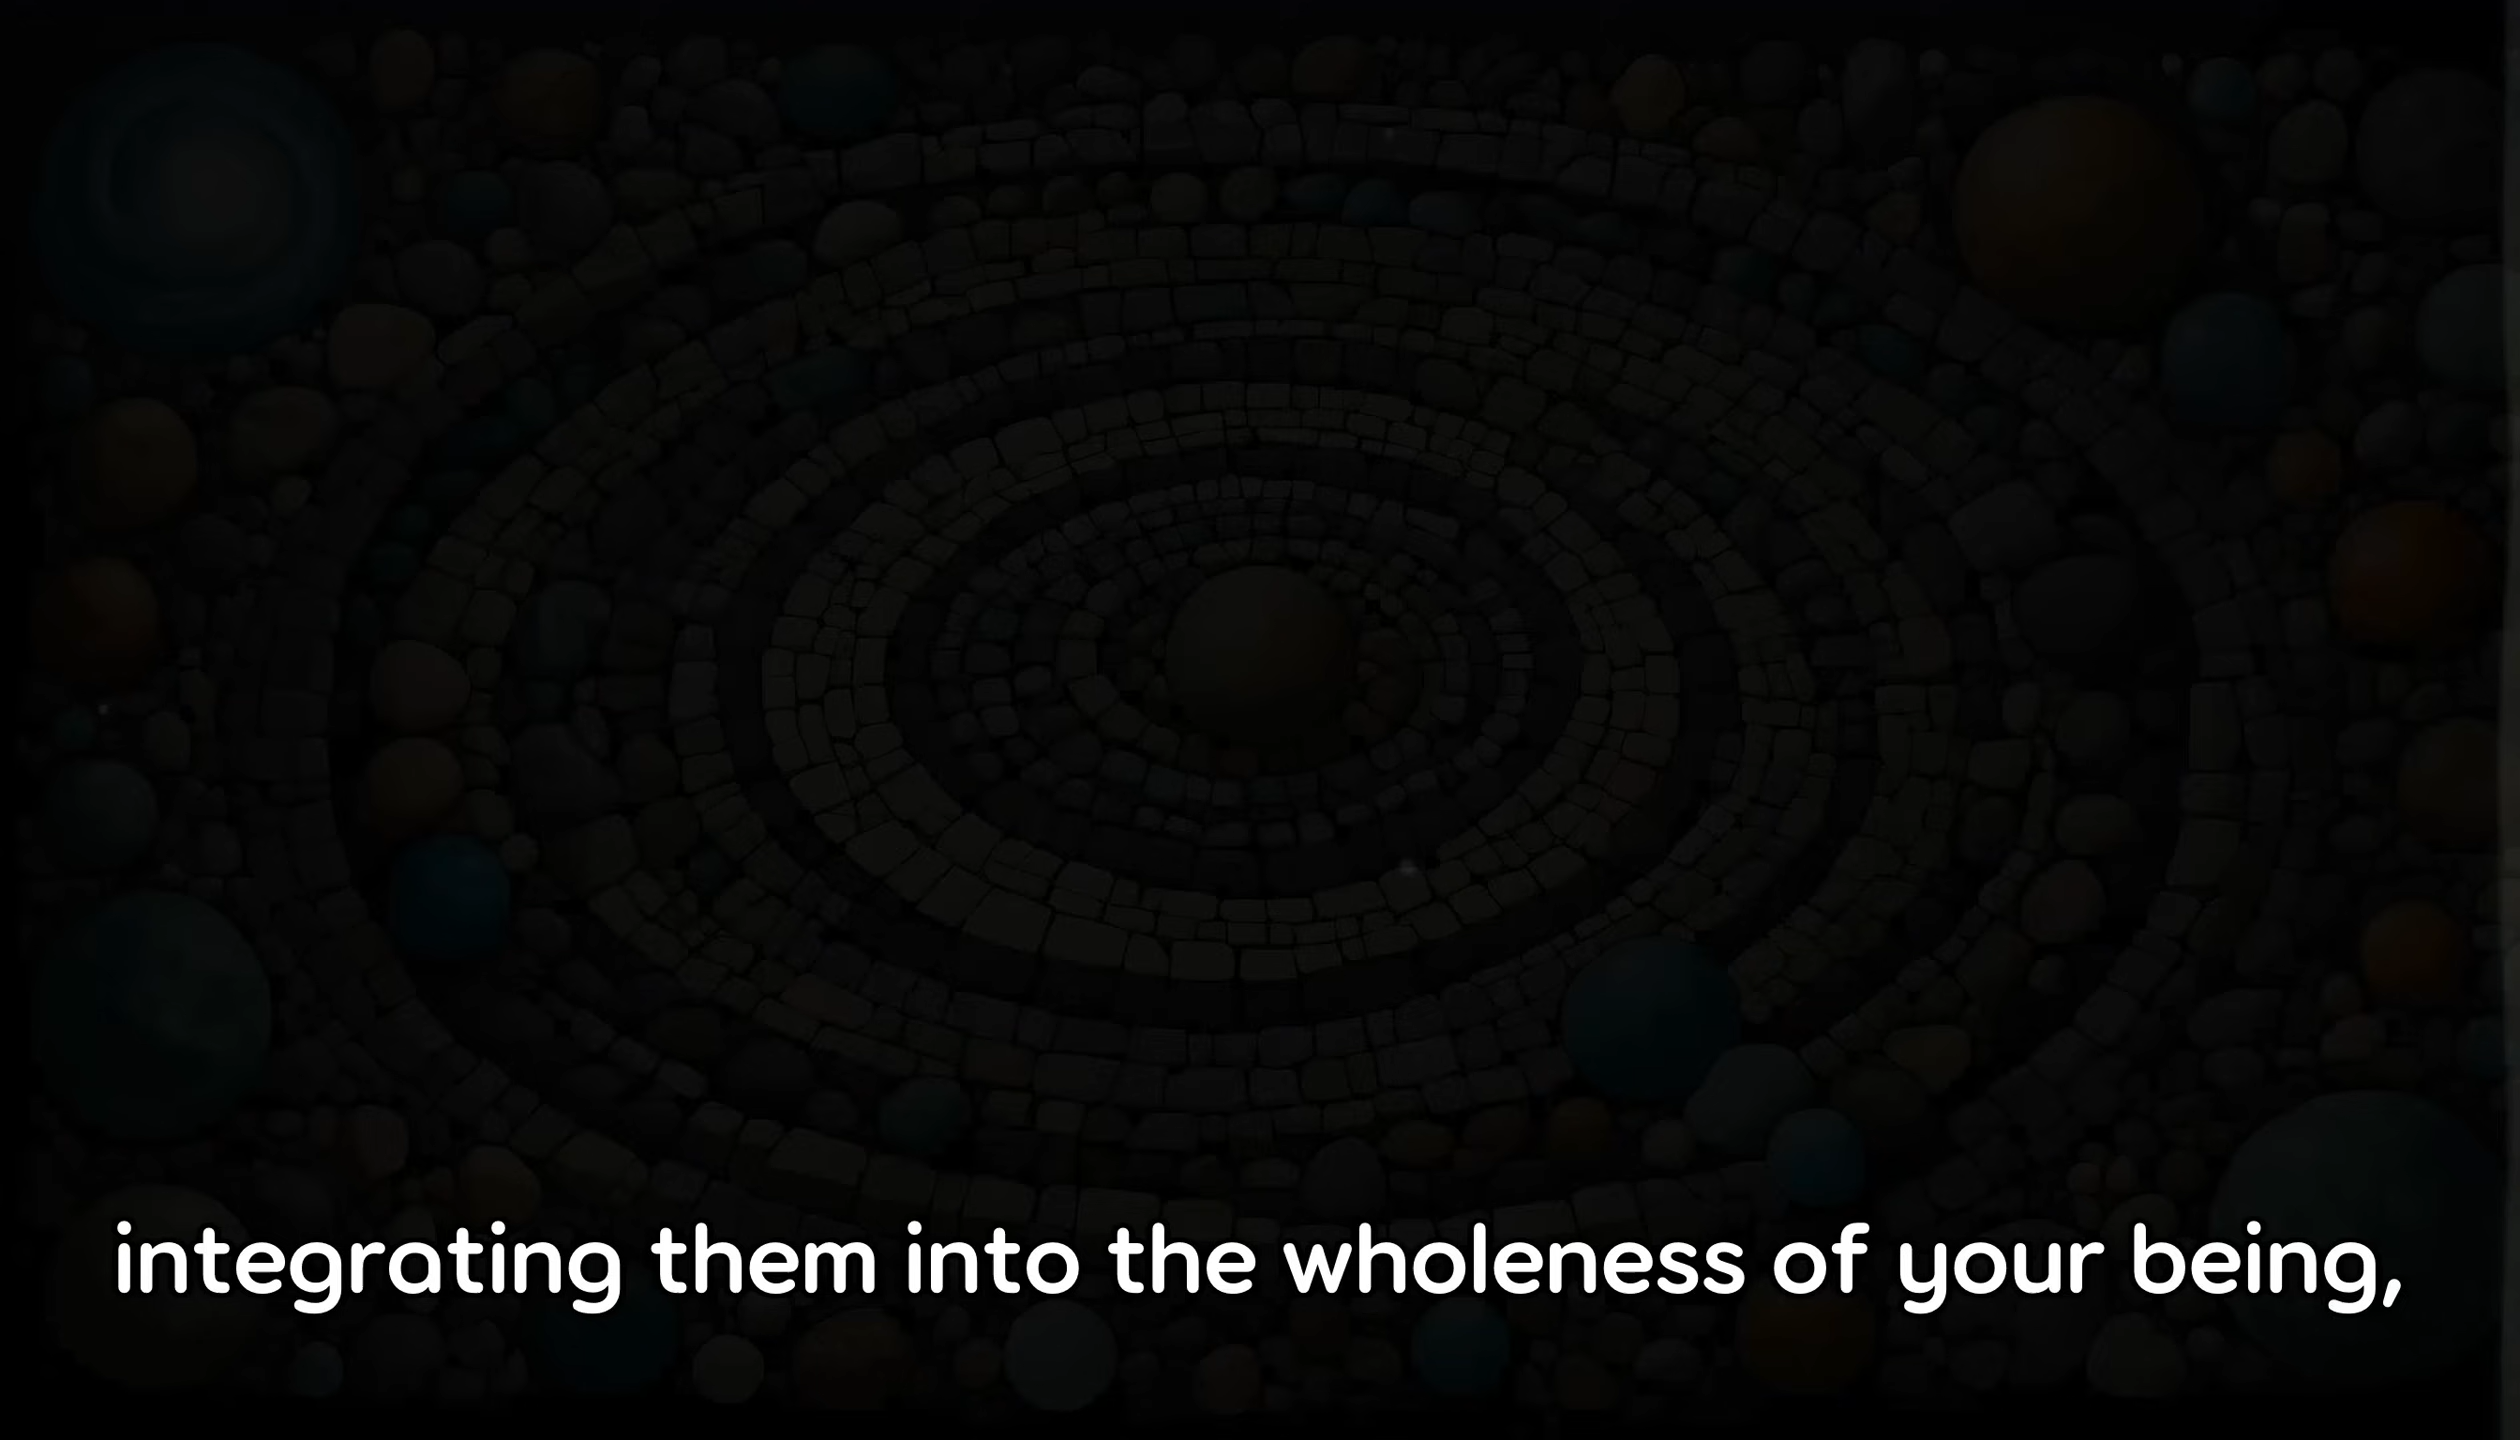 integrating them into the wholeness of your being,